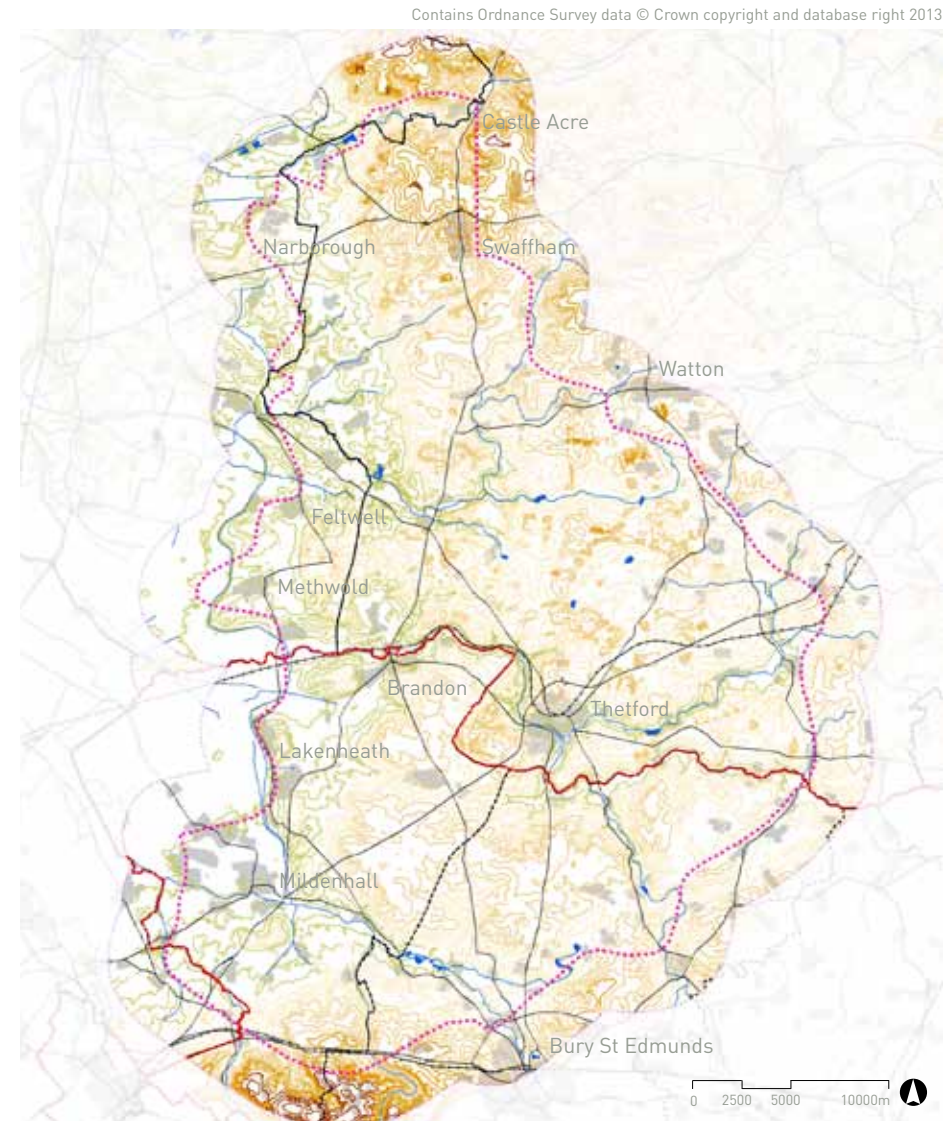 Contains Ordnance Survey data © Crown copyright and database right 2013
Castle Acre
Narborough
Swaffham
Watton
Feltwell
Methwold
Brandon
Thetford
Lakenheath
Mildenhall
Bury St Edmunds
0 2500 5000 10000m